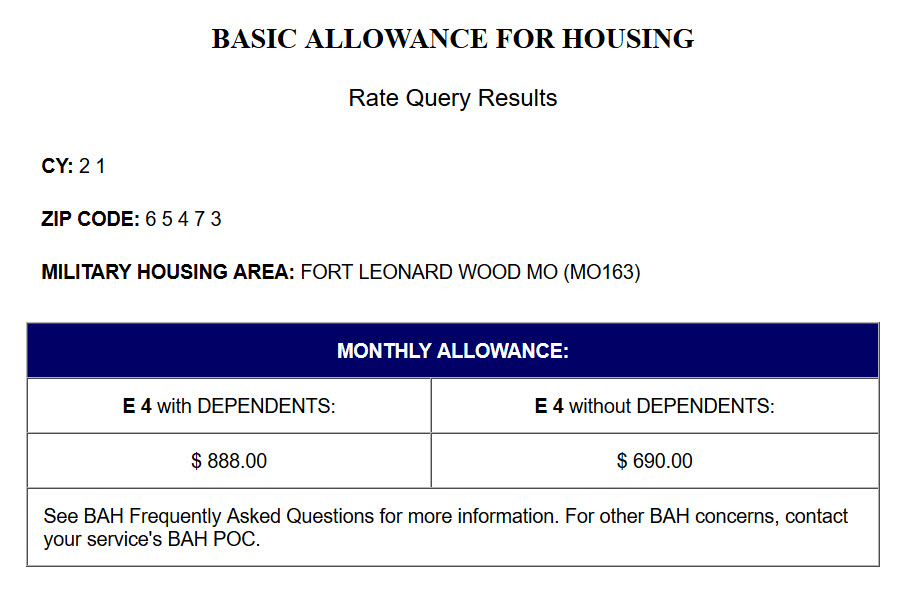 BASIC ALLOWANCE FOR HOUSING
Rate Query Results
CY: 2 1
ZIP CODE: 6 5 4 7 3
MILITARY HOUSING AREA: FORT LEONARD WOOD MO (MO163)
MONTHLY ALLOWANCE:
E 4 with DEPENDENTS:
E 4 without DEPENDENTS:
$ 888.00
$ 690.00
See BAH Frequently Asked Questions for more information. For other BAH concerns, contact
your service's BAH POC.